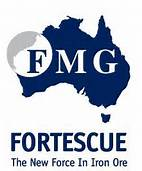 FMG
FORTESCUE
The New Force In Iron Ore